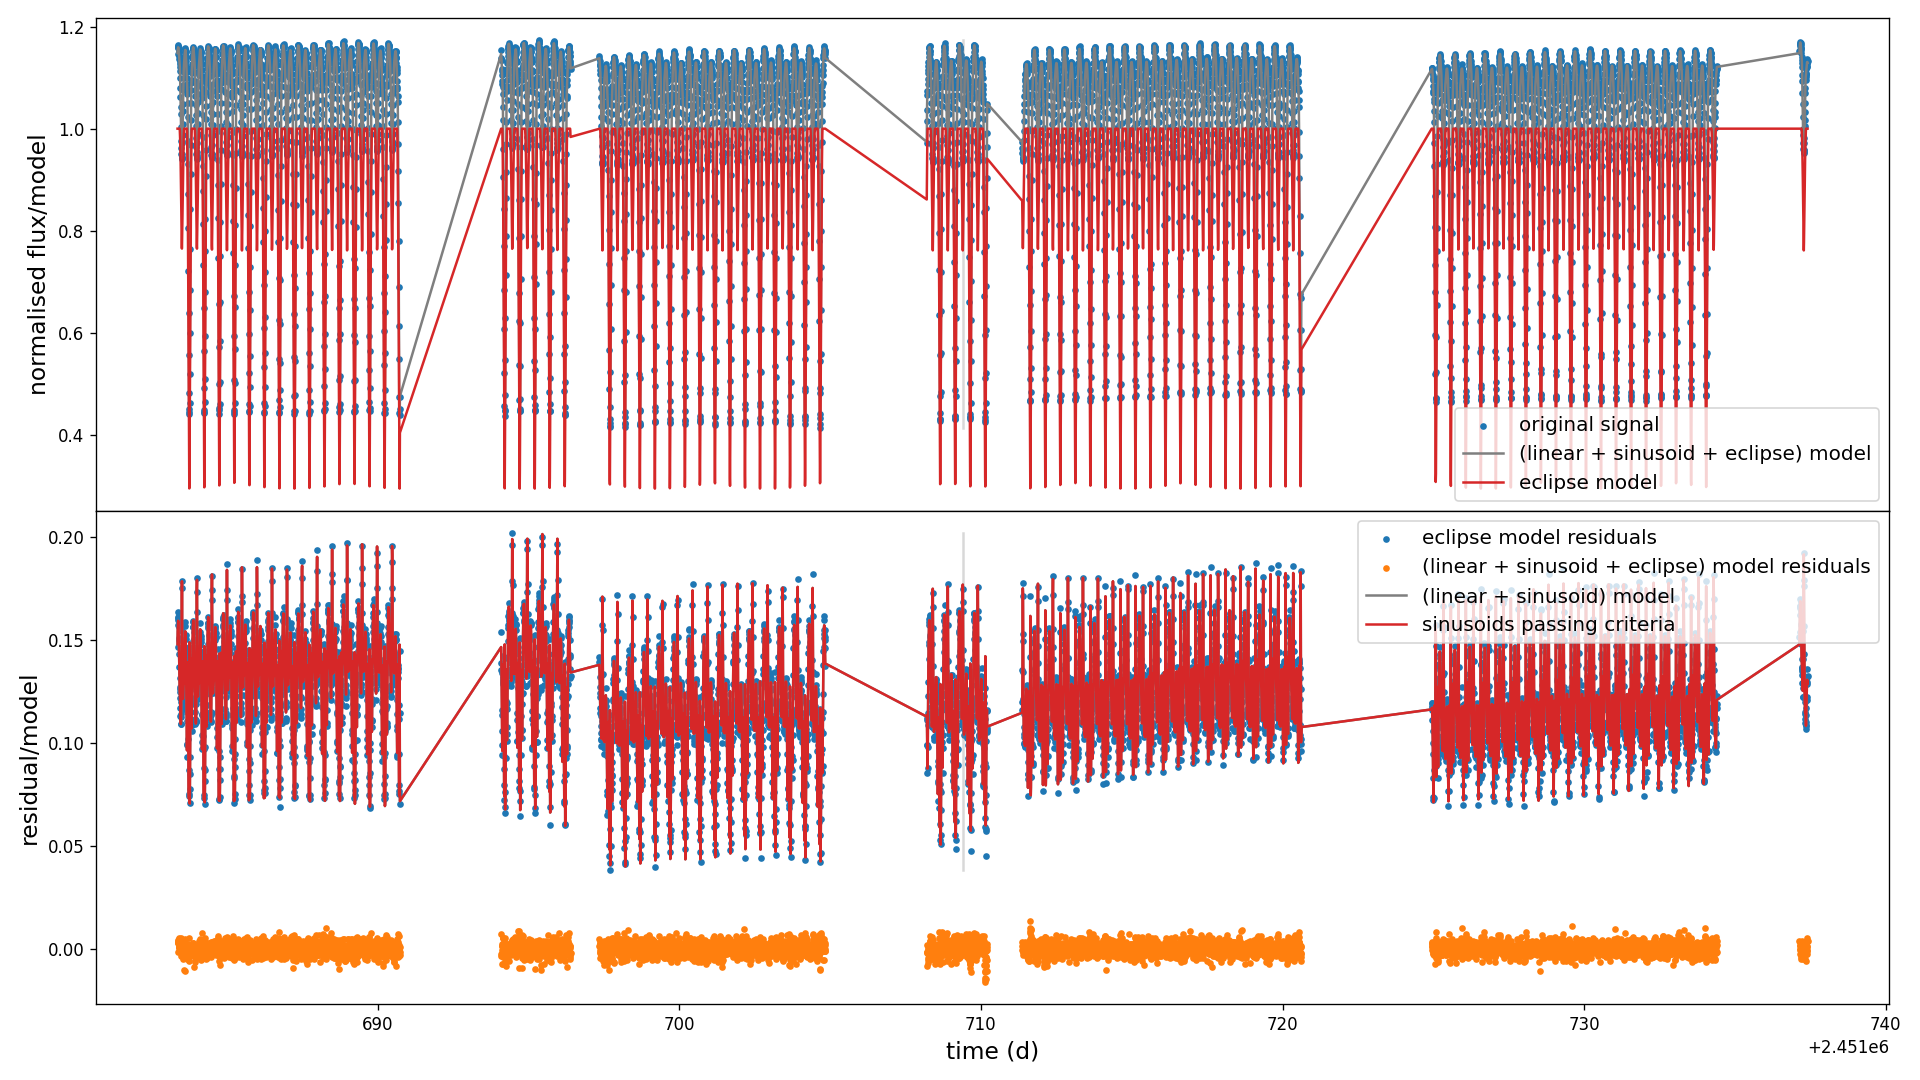 1.2
1.0
0.8
0.6
0.4
normalised flux/model
original signal
(linear + sinusoid + eclipse) model
eclipse model
0.20
0.15
0.10
0.05
0.00
residual/model
eclipse model residuals
(linear + sinusoid + eclipse) model residuals
(linear + sinusoid) model
sinusoids passing criteria
690 700 710 720 730 740
time (d)
+2.451e6